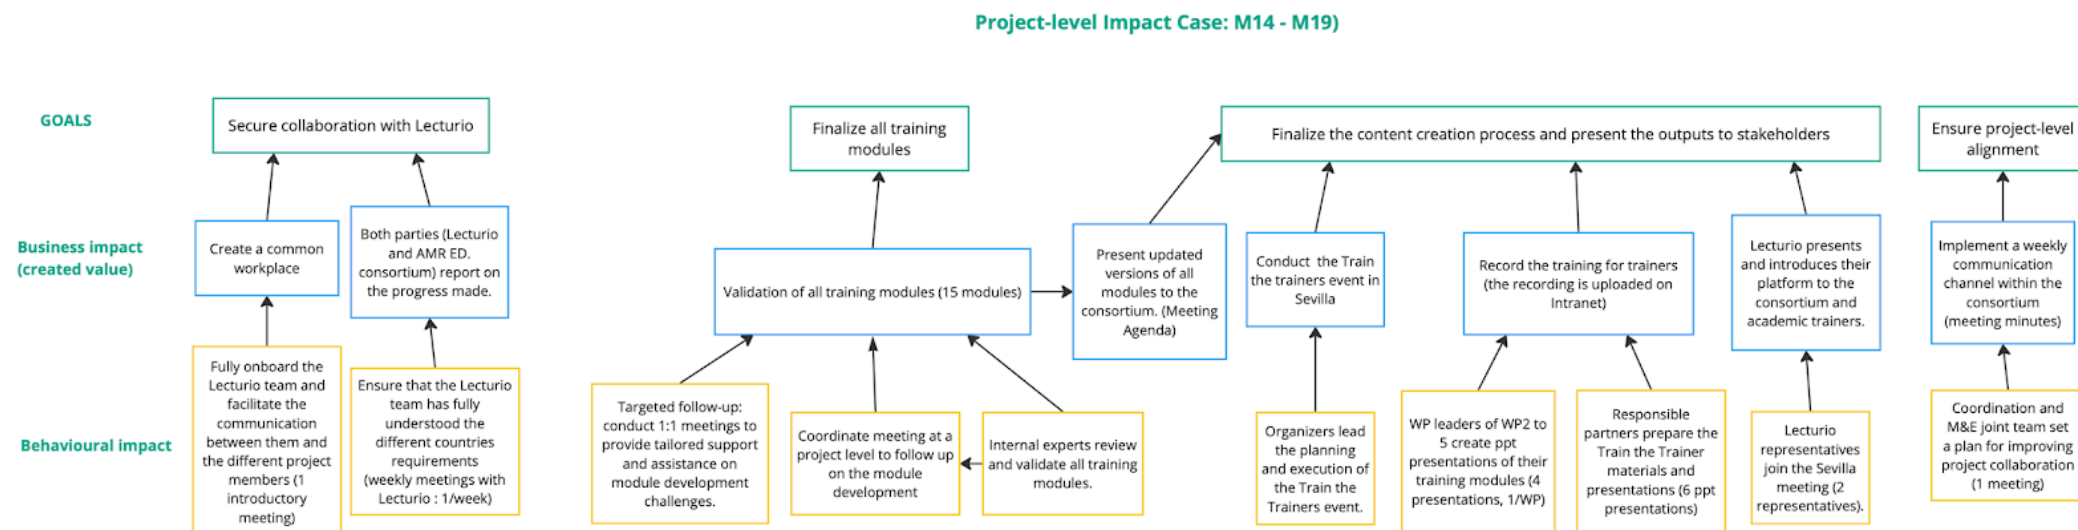 Project-level Impact Case: M14 - M19)
GOALS
Secure collaboration with Lecturio
Finalize all training
modules
Finalize the content creation process and present the outputs to stakeholders
Ensure project-level
alignment
Business impact
(created value)
Create a common
workplace
Both parties (Lecturio
and AMR ED.
consortium) report on
the progress made.
Validation of all training modules (15 modules)
Present updated
versions of all
modules to the
consortium. (Meeting
Agenda)
Conduct the Train
the trainers event in
Sevilla
Record the training for trainers
(the recording is uploaded on
Intranet)
Lecturio presents
and introduces their
platform to the
consortium and
academic trainers.
Implement a weekly
communication
channel within the
consortium
(meeting minutes)
Behavioural impact
Fully onboard the
Lecturio team and
facilitate the
communication
between them and
the different project
members (1
introductory
meeting)
Ensure that the Lecturio
team has fully
understood the
different countries
requirements
(weekly meetings with
Lecturio : 1/week)
Targeted follow-up:
conduct 1:1 meetings to
provide tailored support
and assistance on
module development
challenges.
Coordinate meeting at a
project level to follow up
on the module
development
Internal experts review
and validate all training
modules.
Organizers lead
the planning
and execution of
the Train the
Trainers event.
WP leaders of WP2 to
5 create ppt
presentations of their
training modules (4
presentations, 1/WP)
Responsible
partners prepare the
Train the Trainer
materials and
presentations (6 ppt
presentations)
Lecturio
representatives
join the Sevilla
meeting (2
representatives).
Coordination and
M&E joint team set
a plan for improving
project collaboration
(1 meeting)